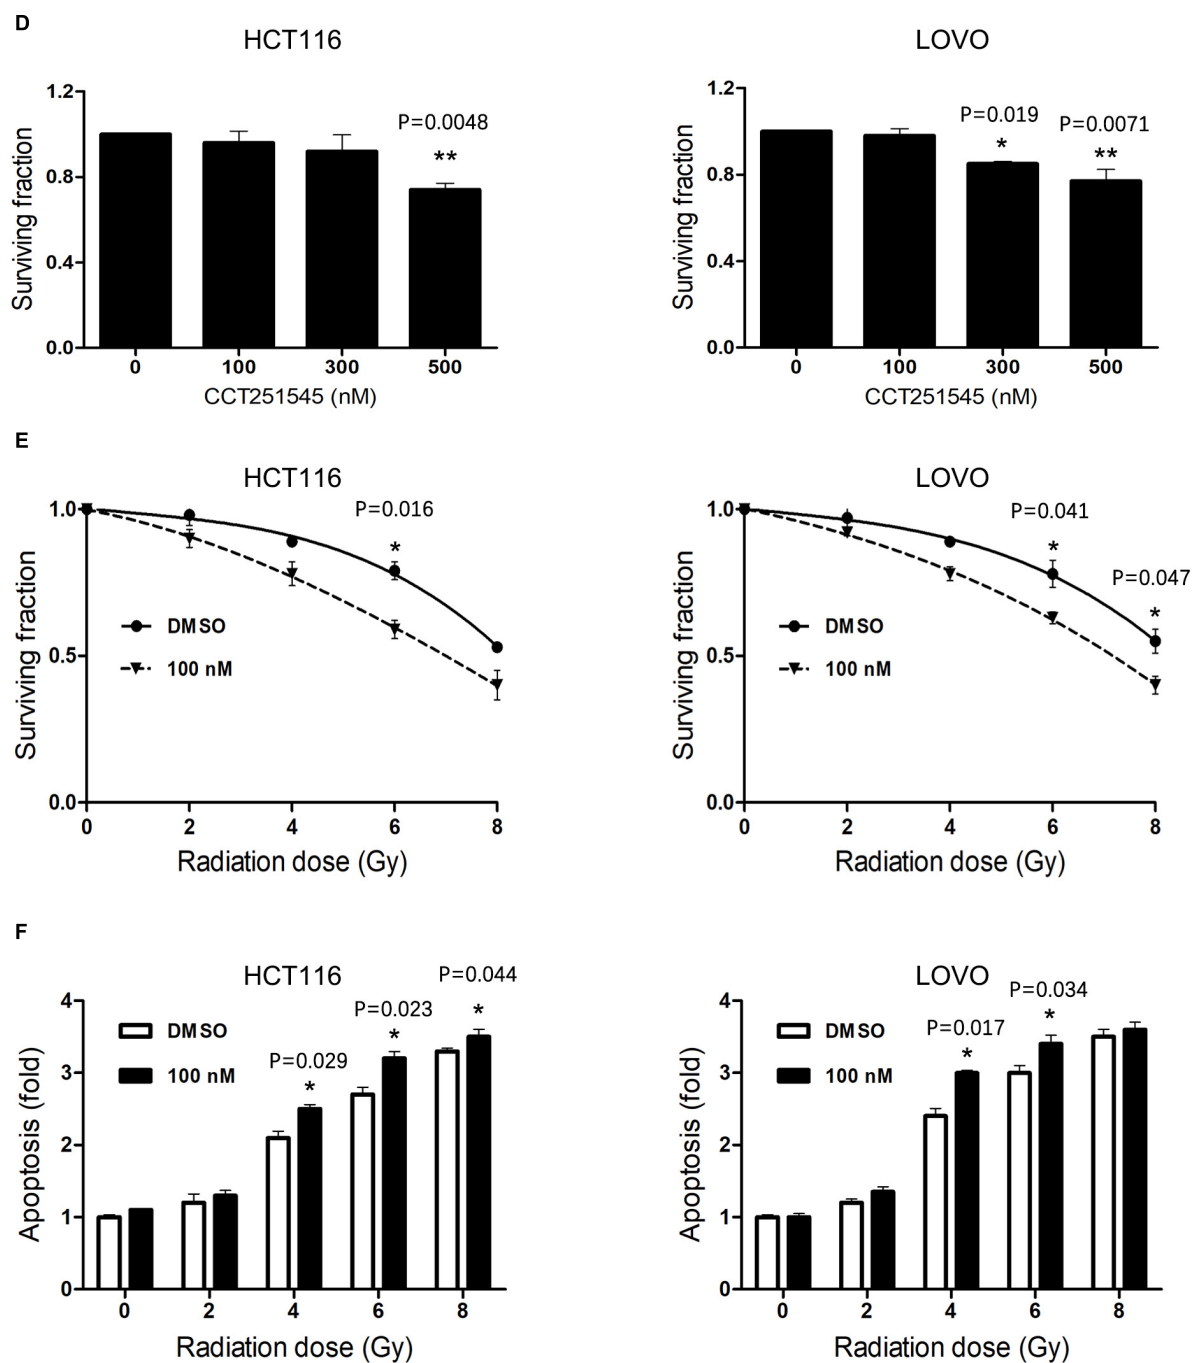 D
HCT116
LOVO
1.2
0.8
0.4
0.0
Surviving fraction
P=0.0048
**
0
100
300
500
CCT251545 (nM)
1.2
0.8
0.4
0.0
Surviving fraction
P=0.019
*
P=0.0071
**
0
100
300
500
CCT251545 (nM)
E
HCT116
LOVO
1.0
0.5
0.0
Surviving fraction
P=0.016
*
DMSO
100 nM
0
2
4
6
8
Radiation dose (Gy)
1.0
0.5
0.0
Surviving fraction
P=0.041
*
P=0.047
*
DMSO
100 nM
0
2
4
6
8
Radiation dose (Gy)
F
HCT116
LOVO
4
3
2
1
0
Apoptosis (fold)
DMSO
100 nM
P=0.029
*
P=0.023
*
P=0.044
*
0
2
4
6
8
Radiation dose (Gy)
4
3
2
1
0
Apoptosis (fold)
DMSO
100 nM
P=0.017
*
P=0.034
*
0
2
4
6
8
Radiation dose (Gy)